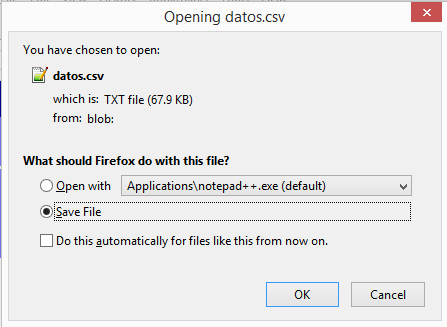 Opening datos.csv
You have chosen to open:
datos.csv
which is: TXT file (67.9 KB)
from: blob:
What should Firefox do with this file?
Open with Applications\notepad++.exe (default)
Save File
Do this automatically for files like this from now on.
OK Cancel